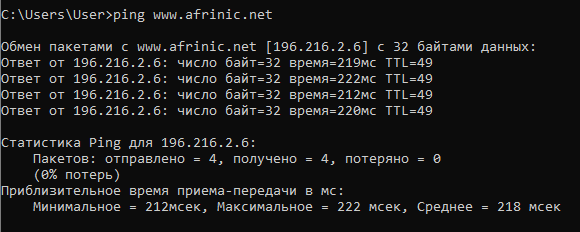 C:\Users\User>ping www.afrinic.net
Обмен пакетами с www.afrinic.net [196.216.2.6] с 32 байтами данных:
Ответ от 196.216.2.6: число байт=32 время=219мс TTL=49
Ответ от 196.216.2.6: число байт=32 время=222мс TTL=49
Ответ от 196.216.2.6: число байт=32 время=212мс TTL=49
Ответ от 196.216.2.6: число байт=32 время=220мс TTL=49
Статистика Ping для 196.216.2.6:
Пакетов: отправлено = 4, получено = 4, потеряно = 0
(0% потерь)
Приблизительное время приема-передачи в мс:
Минимальное = 212мсек, Максимальное = 222 мсек, Среднее = 218 мсек